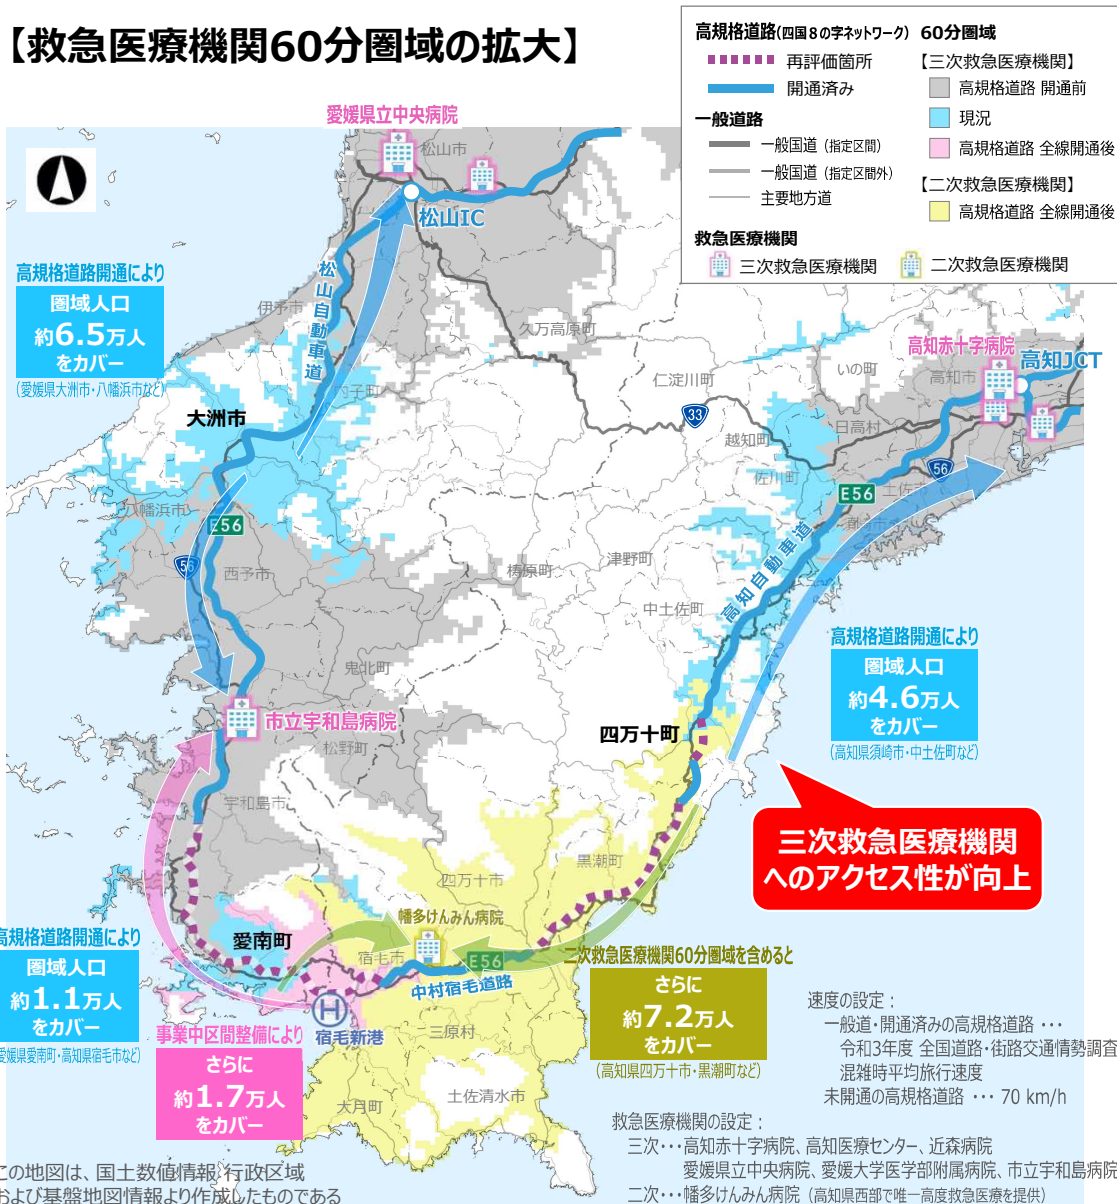 【救急医療機関60分圏域の拡大】
高規格道路(四国8の字ネットワーク)
再評価箇所
開通済み
一般道路
一般国道（指定区間）
一般国道（指定区間外）
主要地方道
60分圏域
【三次救急医療機関】
高規格道路 開通前
現況
高規格道路 全線開通後
【二次救急医療機関】
高規格道路 全線開通後
救急医療機関
三次救急医療機関
二次救急医療機関
愛媛県立中央病院
松山市
松山IC
松山自動車道
高規格道路開通により
圏域人口
約6.5万人
をカバー
(愛媛県大洲市・八幡浜市など)
伊予市
久万高原町
内子町
大洲市
仁淀川町
33
いの町
高知赤十字病院
高知市
高知JCT
越知町
日高村
佐川町
56
土佐市
E56
須崎市
八幡浜市
E56
56
西予市
梼原町
津野町
高知自動車道
中土佐町
鬼北町
高規格道路開通により
圏域人口
約4.6万人
をカバー
(高知県須崎市・中土佐町など)
市立宇和島病院
松野町
四万十町
宇和島市
三次救急医療機関
へのアクセス性が向上
黒潮町
四万十市
幡多けんみん病院
愛南町
宿毛市
E56
中村宿毛道路
高規格道路開通により
圏域人口
約1.1万人
をカバー
愛媛県愛南町・高知県宿毛市など)
H
宿毛新港
事業中区間整備により
さらに
約1.7万人
をカバー
二次救急医療機関60分圏域を含めると
さらに
約7.2万人
をカバー
(高知県四万十市・黒潮町など)
三原村
大月町
土佐清水市
速度の設定：
一般道・開通済みの高規格道路 ・・・
令和3年度 全国道路・街路交通情勢調査
混雑時平均旅行速度
未開通の高規格道路 ・・・ 70 km/h
救急医療機関の設定：
三次・・・高知赤十字病院、高知医療センター、近森病院
愛媛県立中央病院、愛媛大学医学部附属病院、市立宇和島病院
二次・・・幡多けんみん病院（高知県西部で唯一高度救急医療を提供）
この地図は、国土数値情報 行政区域
および基盤地図情報より作成したものである